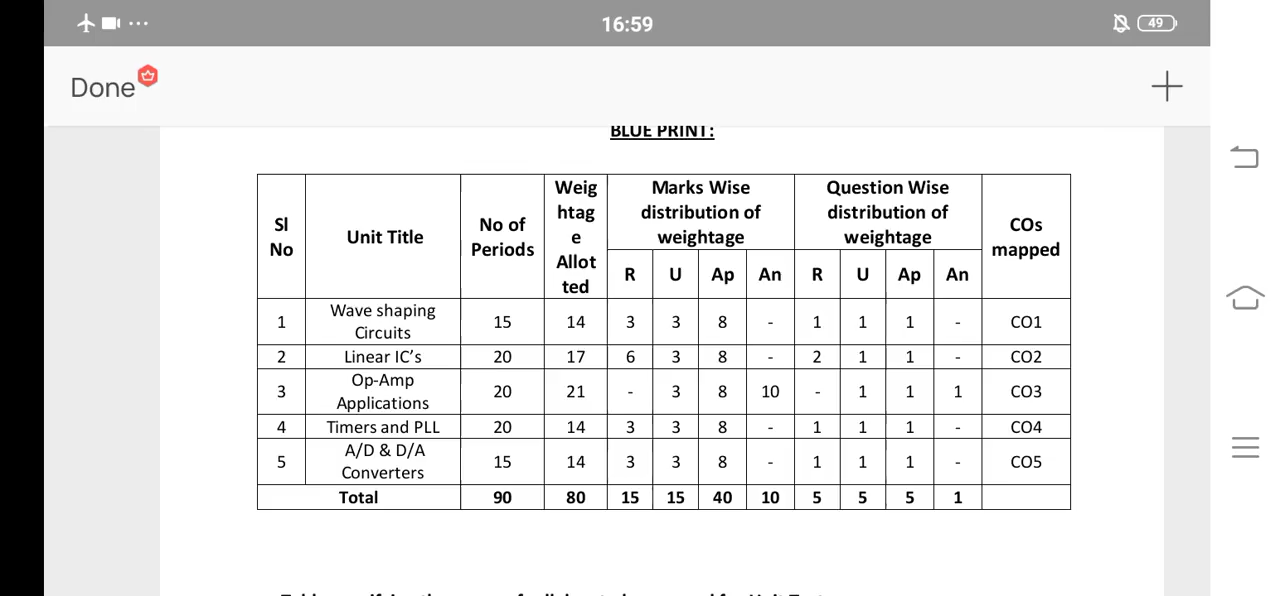 16:59
49
Done
BLUE PRINT:
Sl No | Unit Title | No of Periods | Weightage Allotted | Marks Wise distribution of weightage | Question Wise distribution of weightage | COs mapped
R | U | Ap | An | R | U | Ap | An
1 | Wave shaping Circuits | 15 | 14 | 3 | 3 | 8 | - | 1 | 1 | 1 | - | CO1
2 | Linear IC’s | 20 | 17 | 6 | 3 | 8 | - | 2 | 1 | 1 | - | CO2
3 | Op-Amp Applications | 20 | 21 | - | 3 | 8 | 10 | - | 1 | 1 | 1 | CO3
4 | Timers and PLL | 20 | 14 | 3 | 3 | 8 | - | 1 | 1 | 1 | - | CO4
5 | A/D & D/A Converters | 15 | 14 | 3 | 3 | 8 | - | 1 | 1 | 1 | - | CO5
Total | 90 | 80 | 15 | 15 | 40 | 10 | 5 | 5 | 5 | 1